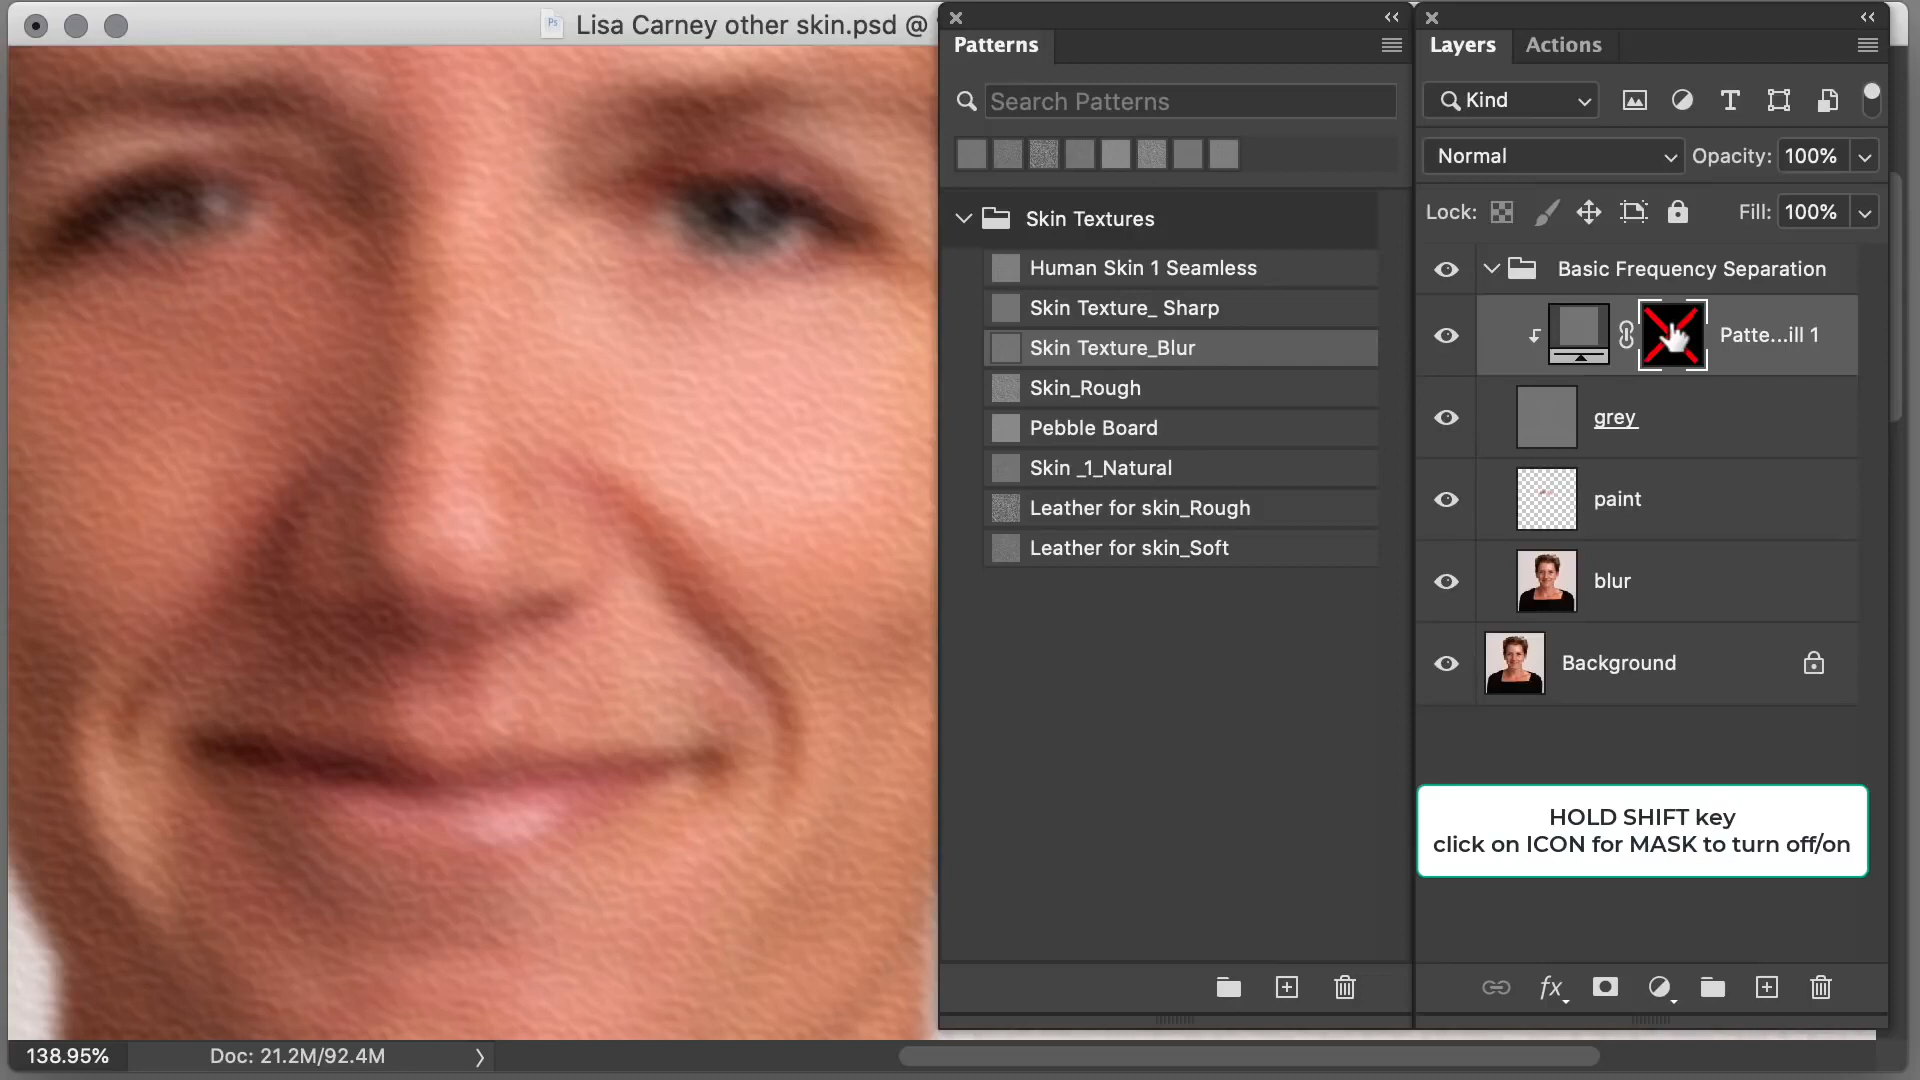 Lisa Carney other skin.psd @
Patterns
Search Patterns
Skin Textures
Human Skin 1 Seamless
Skin Texture_ Sharp
Skin Texture_Blur
Skin_Rough
Pebble Board
Skin _1_Natural
Leather for skin_Rough
Leather for skin_Soft
Layers
Actions
Kind
Normal
Opacity: 100%
Lock:
Fill: 100%
Basic Frequency Separation
Patte...ill 1
grey
paint
blur
Background
HOLD SHIFT key
click on ICON for MASK to turn off/on
fx
138.95%
Doc: 21.2M/92.4M